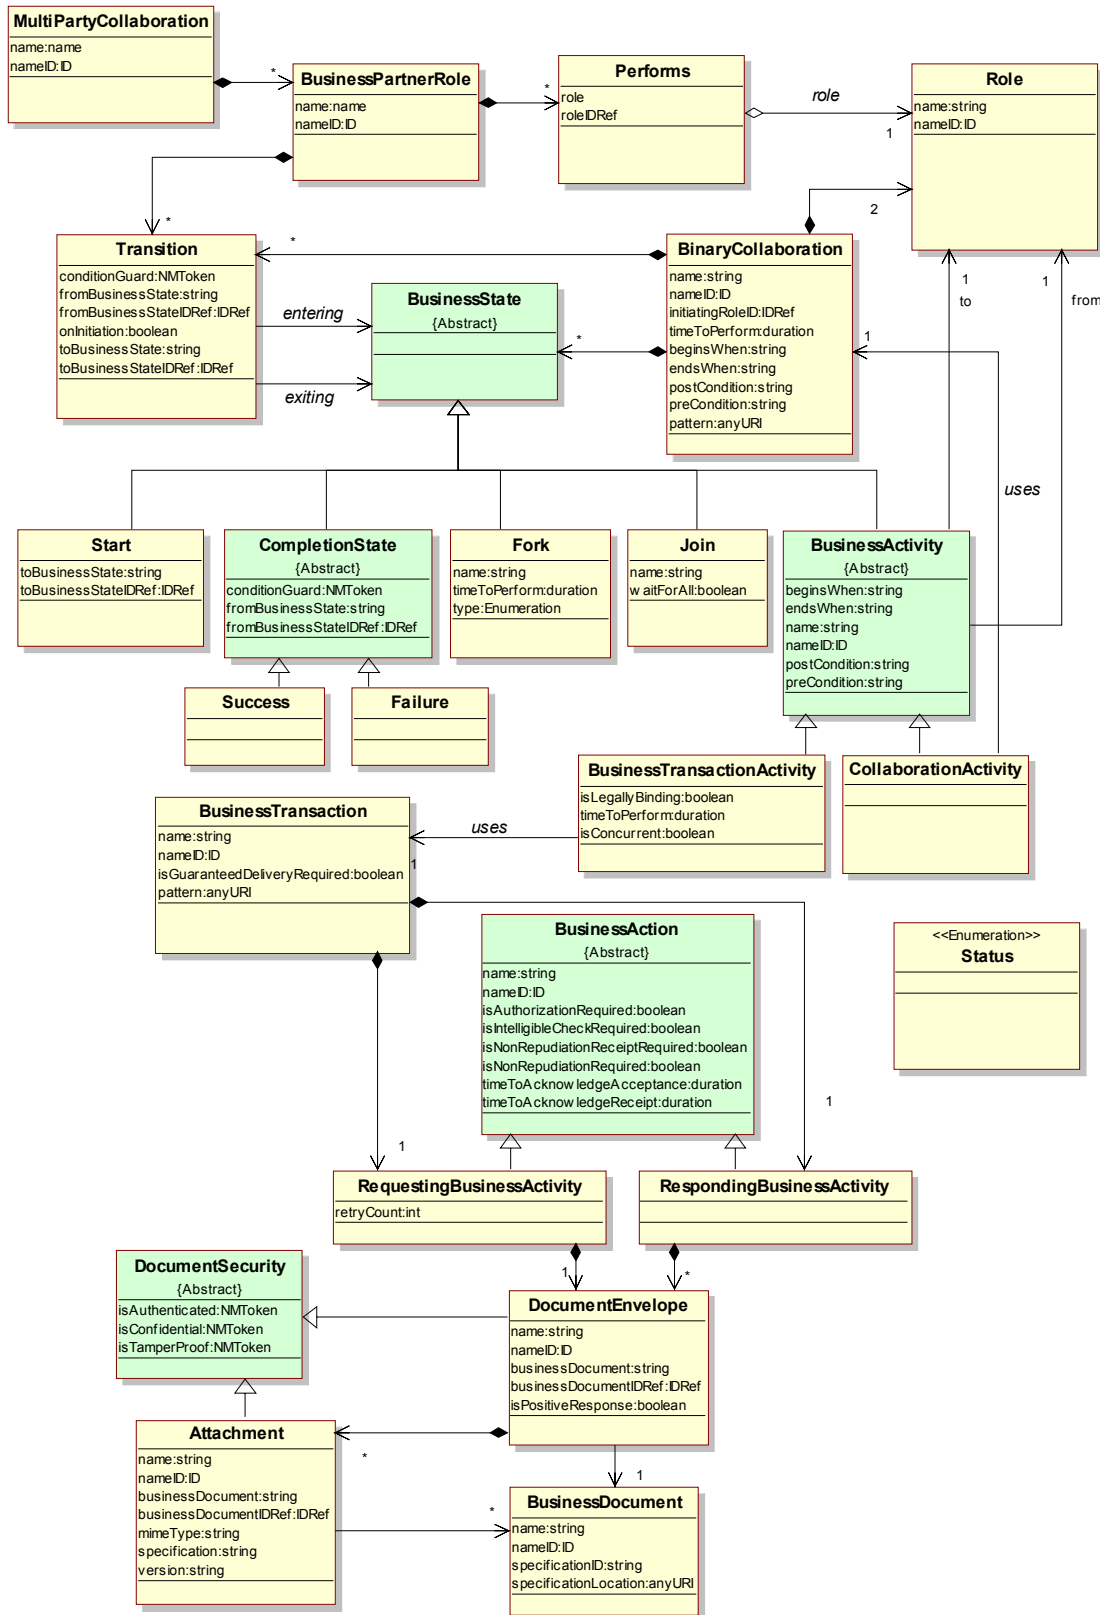 MultiPartyCollaboration
name:name
nameID:ID
*
BusinessPartnerRole
name:name
nameID:ID
*
Performs
role
roleIDRef
role
1
Role
name:string
nameID:ID
*
2
Transition
conditionGuard:NMToken
fromBusinessState:string
fromBusinessStateIDRef:IDRef
onInitiation:boolean
toBusinessState:string
toBusinessStateIDRef:IDRef
*
entering
exiting
BusinessState
{Abstract}
*
BinaryCollaboration
name:string
nameID:ID
initiatingRoleID:IDRef
timeToPerform:duration
beginsWhen:string
endsWhen:string
postCondition:string
preCondition:string
pattern:anyURI
1
1
to
1
from
uses
Start
toBusinessState:string
toBusinessStateIDRef:IDRef
CompletionState
{Abstract}
conditionGuard:NMToken
fromBusinessState:string
fromBusinessStateIDRef:IDRef
Fork
name:string
timeToPerform:duration
type:Enumeration
Join
name:string
waitForAll:boolean
BusinessActivity
{Abstract}
beginsWhen:string
endsWhen:string
name:string
nameID:ID
postCondition:string
preCondition:string
Success
Failure
BusinessTransactionActivity
isLegallyBinding:boolean
timeToPerform:duration
isConcurrent:boolean
CollaborationActivity
BusinessTransaction
name:string
nameID:ID
isGuaranteedDeliveryRequired:boolean
pattern:anyURI
uses
1
BusinessAction
{Abstract}
name:string
nameID:ID
isAuthorizationRequired:boolean
isIntelligibleCheckRequired:boolean
isNonRepudiationReceiptRequired:boolean
isNonRepudiationRequired:boolean
timeToAcknowledgeAcceptance:duration
timeToAcknowledgeReceipt:duration
<<Enumeration>>
Status
1
1
RequestingBusinessActivity
retryCount:int
RespondingBusinessActivity
DocumentSecurity
{Abstract}
isAuthenticated:NMToken
isConfidential:NMToken
isTamperProof:NMToken
1
*
DocumentEnvelope
name:string
nameID:ID
businessDocument:string
businessDocumentIDRef:IDRef
isPositiveResponse:boolean
Attachment
name:string
nameID:ID
businessDocument:string
businessDocumentIDRef:IDRef
mimeType:string
specification:string
version:string
*
1
*
BusinessDocument
name:string
nameID:ID
specificationID:string
specificationLocation:anyURI